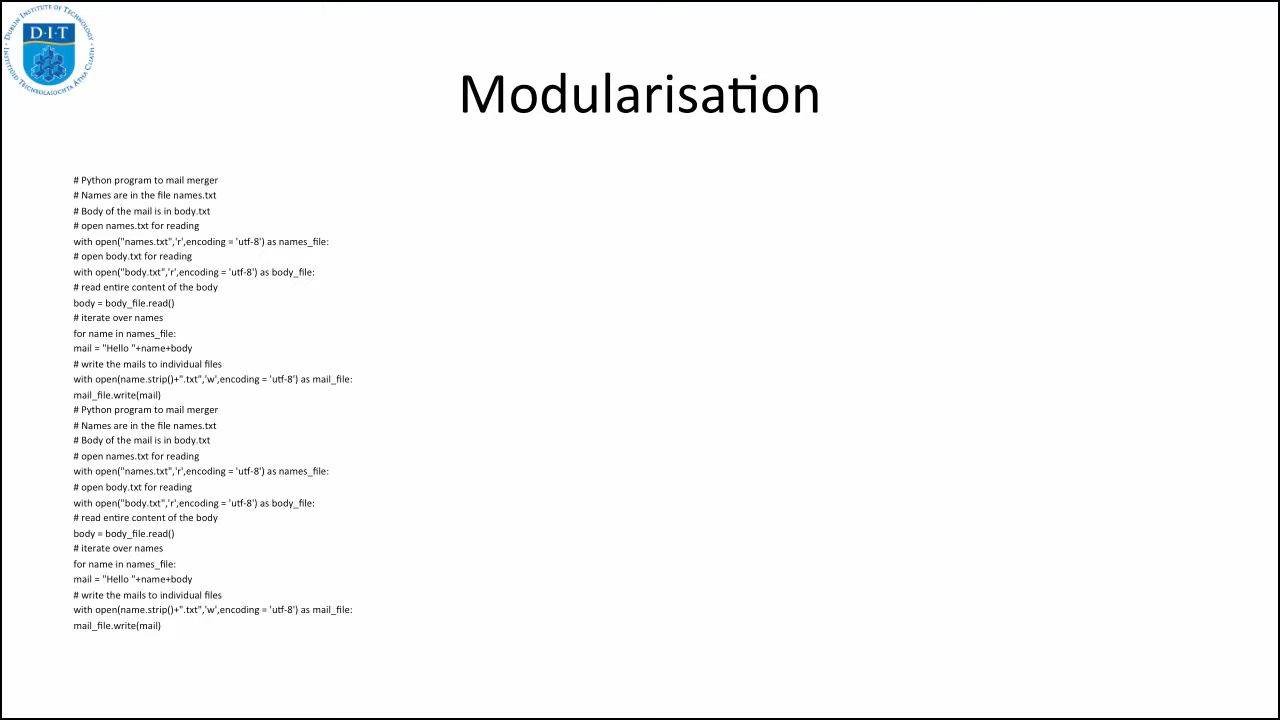 DUBLIN INSTITUTE OF TECHNOLOGY
D·I·T
INSTITIÚID TEICNEOLAÍOCHTA ÁTHA CLIATH
Modularisation
# Python program to mail merger
# Names are in the file names.txt
# Body of the mail is in body.txt
# open names.txt for reading
with open("names.txt",'r',encoding = 'utf-8') as names_file:
# open body.txt for reading
with open("body.txt",'r',encoding = 'utf-8') as body_file:
# read entire content of the body
body = body_file.read()
# iterate over names
for name in names_file:
mail = "Hello "+name+body
# write the mails to individual files
with open(name.strip()+".txt",'w',encoding = 'utf-8') as mail_file:
mail_file.write(mail)
# Python program to mail merger
# Names are in the file names.txt
# Body of the mail is in body.txt
# open names.txt for reading
with open("names.txt",'r',encoding = 'utf-8') as names_file:
# open body.txt for reading
with open("body.txt",'r',encoding = 'utf-8') as body_file:
# read entire content of the body
body = body_file.read()
# iterate over names
for name in names_file:
mail = "Hello "+name+body
# write the mails to individual files
with open(name.strip()+".txt",'w',encoding = 'utf-8') as mail_file:
mail_file.write(mail)